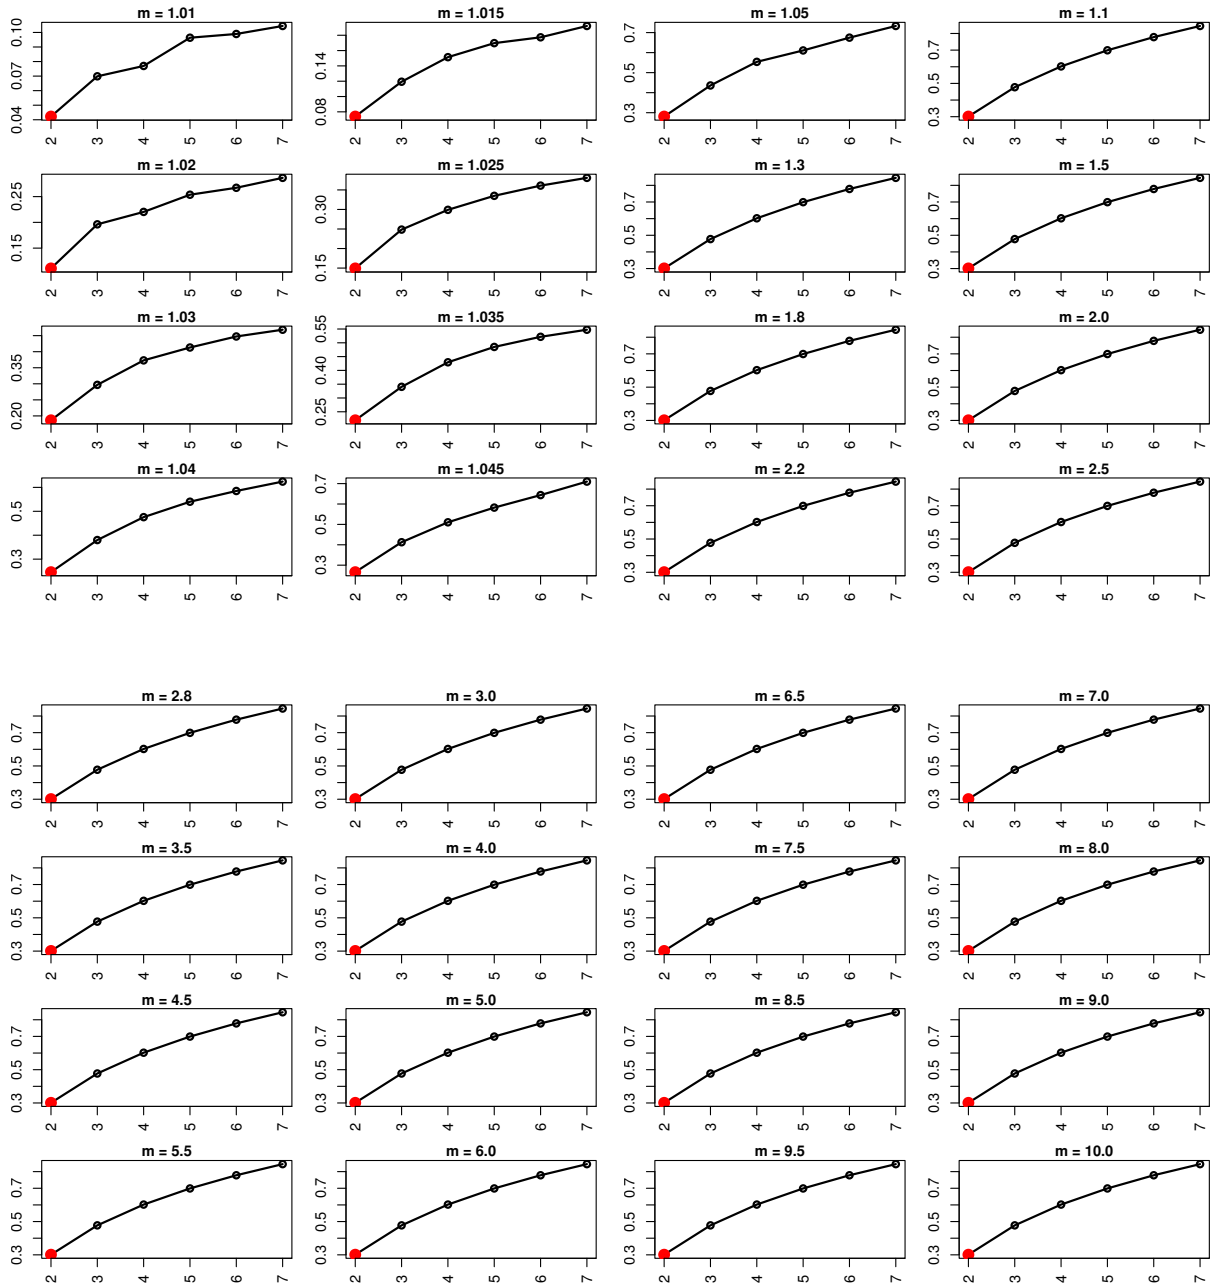 m = 1.01
0.04 0.07 0.10
2 3 4 5 6 7
m = 1.015
0.08 0.14
2 3 4 5 6 7
m = 1.05
0.3 0.5 0.7
2 3 4 5 6 7
m = 1.1
0.3 0.5 0.7
2 3 4 5 6 7
m = 1.02
0.15 0.25
2 3 4 5 6 7
m = 1.025
0.15 0.30
2 3 4 5 6 7
m = 1.3
0.3 0.5 0.7
2 3 4 5 6 7
m = 1.5
0.3 0.5 0.7
2 3 4 5 6 7
m = 1.03
0.20 0.35
2 3 4 5 6 7
m = 1.035
0.25 0.40 0.55
2 3 4 5 6 7
m = 1.8
0.3 0.5 0.7
2 3 4 5 6 7
m = 2.0
0.3 0.5 0.7
2 3 4 5 6 7
m = 1.04
0.3 0.5
2 3 4 5 6 7
m = 1.045
0.3 0.5 0.7
2 3 4 5 6 7
m = 2.2
0.3 0.5 0.7
2 3 4 5 6 7
m = 2.5
0.3 0.5 0.7
2 3 4 5 6 7
m = 2.8
0.3 0.5 0.7
2 3 4 5 6 7
m = 3.0
0.3 0.5 0.7
2 3 4 5 6 7
m = 6.5
0.3 0.5 0.7
2 3 4 5 6 7
m = 7.0
0.3 0.5 0.7
2 3 4 5 6 7
m = 3.5
0.3 0.5 0.7
2 3 4 5 6 7
m = 4.0
0.3 0.5 0.7
2 3 4 5 6 7
m = 7.5
0.3 0.5 0.7
2 3 4 5 6 7
m = 8.0
0.3 0.5 0.7
2 3 4 5 6 7
m = 4.5
0.3 0.5 0.7
2 3 4 5 6 7
m = 5.0
0.3 0.5 0.7
2 3 4 5 6 7
m = 8.5
0.3 0.5 0.7
2 3 4 5 6 7
m = 9.0
0.3 0.5 0.7
2 3 4 5 6 7
m = 5.5
0.3 0.5 0.7
2 3 4 5 6 7
m = 6.0
0.3 0.5 0.7
2 3 4 5 6 7
m = 9.5
0.3 0.5 0.7
2 3 4 5 6 7
m = 10.0
0.3 0.5 0.7
2 3 4 5 6 7